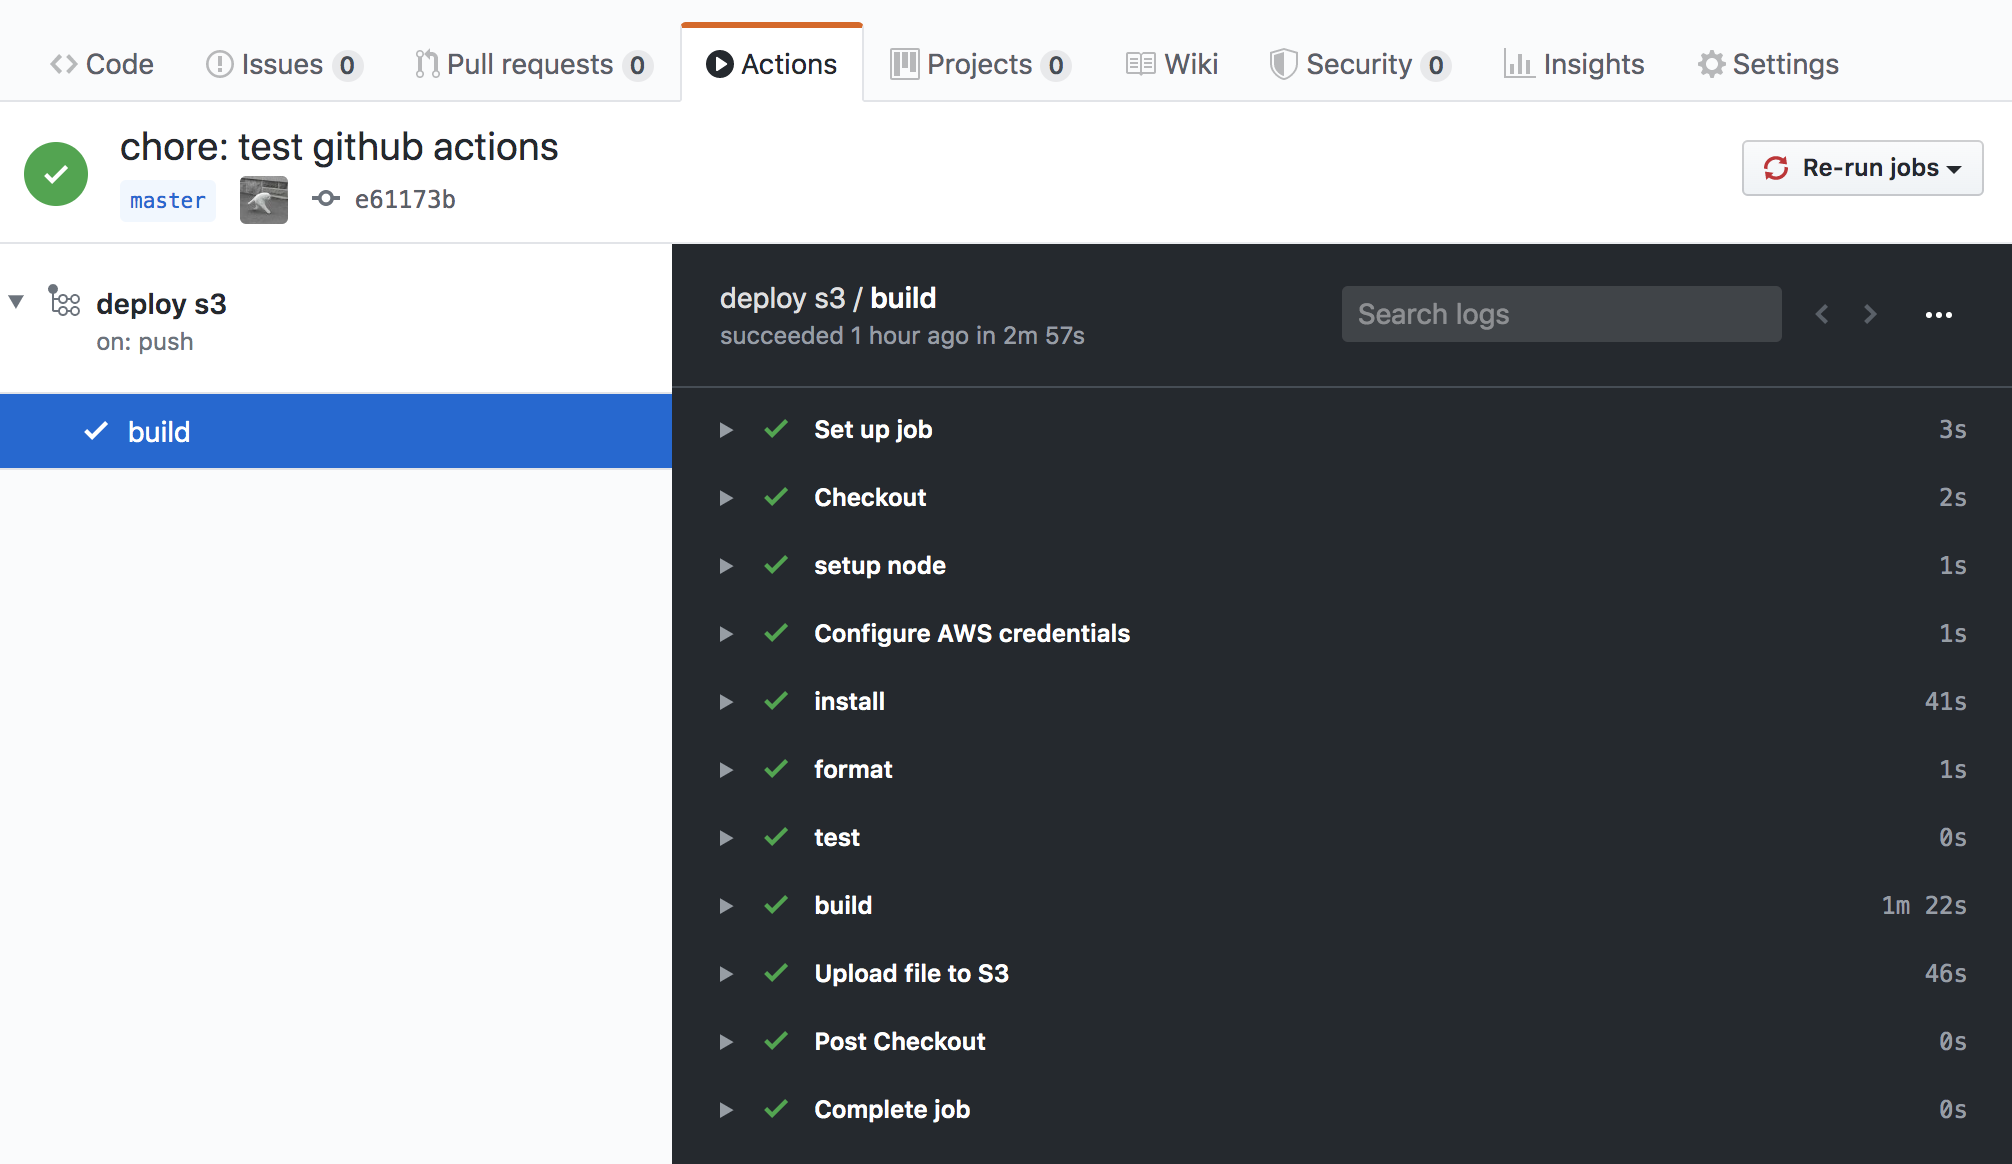 Code Issues 0 Pull requests 0 Actions Projects 0 Wiki Security 0 Insights Settings
chore: test github actions
master e61173b
Re-run jobs
deploy s3
on: push
build
deploy s3 / build
succeeded 1 hour ago in 2m 57s
Search logs
Set up job 3s
Checkout 2s
setup node 1s
Configure AWS credentials 1s
install 41s
format 1s
test 0s
build 1m 22s
Upload file to S3 46s
Post Checkout 0s
Complete job 0s